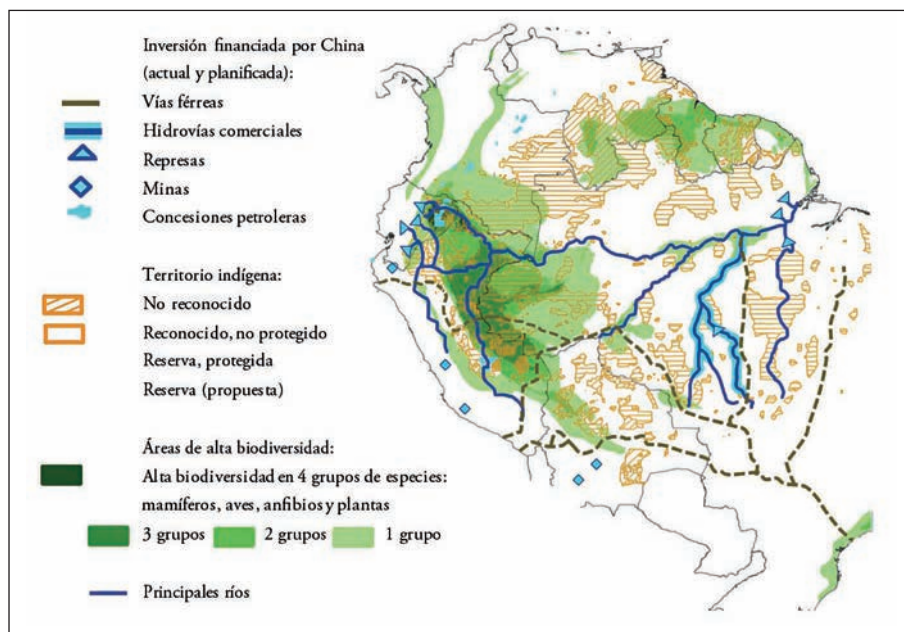 Inversión financiada por China
(actual y planificada):
Vías férreas
Hidrovías comerciales
Represas
Minas
Concesiones petroleras
Territorio indígena:
No reconocido
Reconocido, no protegido
Reserva, protegida
Reserva (propuesta)
Áreas de alta biodiversidad:
Alta biodiversidad en 4 grupos de especies:
mamíferos, aves, anfibios y plantas
3 grupos 2 grupos 1 grupo
Principales ríos